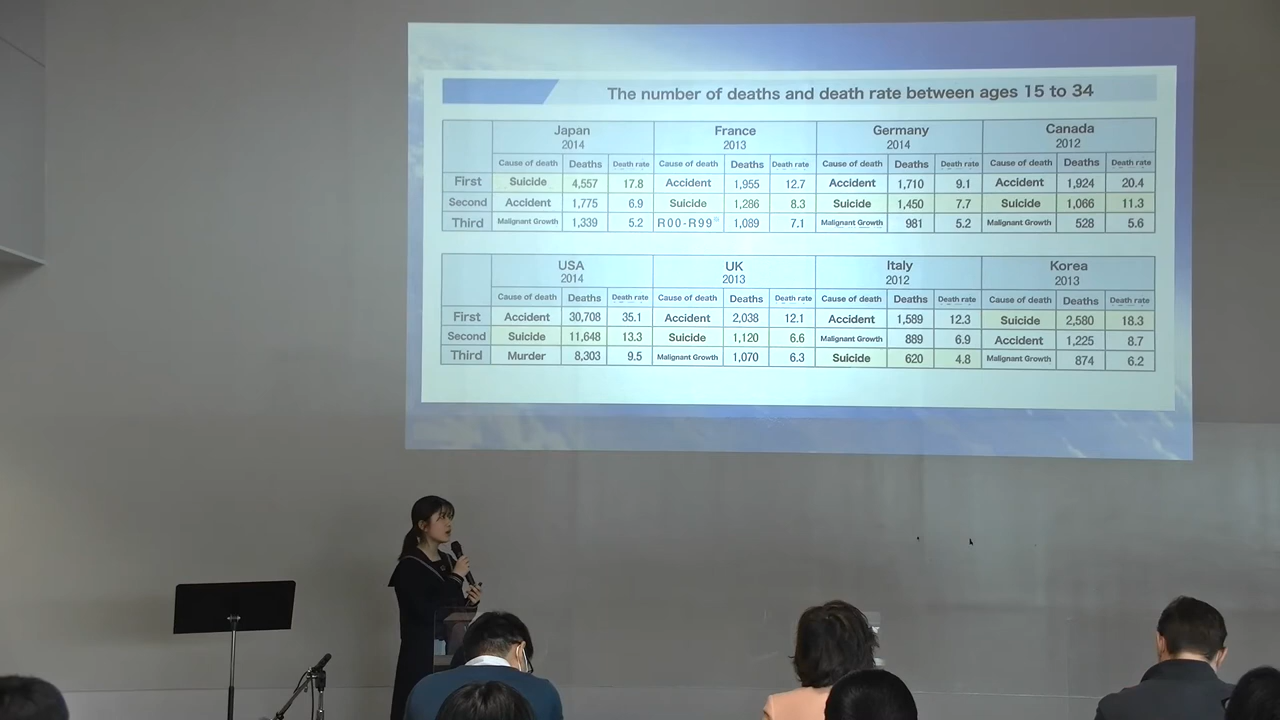 The number of deaths and death rate between ages 15 to 34
Japan France Germany Canada
2014 2013 2014 2012
Cause of death Deaths Death rate Cause of death Deaths Death rate Cause of death Deaths Death rate Cause of death Deaths Death rate
First Suicide 4,557 17.8 Accident 1,955 12.7 Accident 1,710 9.1 Accident 1,924 20.4
Second Accident 1,775 6.9 Suicide 1,286 8.3 Suicide 1,450 7.7 Suicide 1,066 11.3
Third Malignant Growth 1,339 5.2 R00-R99 1,089 7.1 Malignant Growth 981 5.2 Malignant Growth 528 5.6
USA UK Italy Korea
2014 2013 2012 2013
Cause of death Deaths Death rate Cause of death Deaths Death rate Cause of death Deaths Death rate Cause of death Deaths Death rate
First Accident 30,708 35.1 Accident 2,038 12.1 Accident 1,589 12.3 Suicide 2,580 18.3
Second Suicide 11,648 13.3 Suicide 1,120 6.6 Malignant Growth 889 6.9 Accident 1,225 8.7
Third Murder 8,303 9.5 Malignant Growth 1,070 6.3 Suicide 620 4.8 Malignant Growth 874 6.2